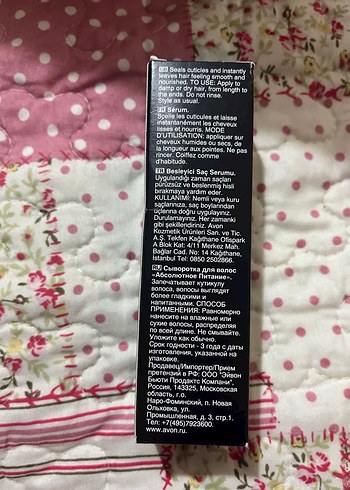 GB Seals cuticles and instantly
leaves hair feeling smooth and
nourished. TO USE: Apply to
damp or dry hair, from length to
the ends. Do not rinse.
Style as usual.
FR Sérum.
Scelle les cuticules et laisse
instantanément les cheveux
lisses et nourris. MODE
D'UTILISATION: appliquer sur
cheveux humides ou secs, de
la longueur aux pointes. Ne pas
rincer. Coiffez comme
d'habitude.
TR Besleyici Saç Serumu.
Uygulandığı zaman saçları
pürüzsüz ve beslenmiş hisli
bırakmaya yardım eder.
KULLANIMI: Nemli veya kuru
saçlarınıza, saç boylarından
uçlarına doğru uygulayınız.
Durulamayınız. Her zamanki
gibi şekillendiriniz. Avon
Kozmetik Ürünleri San. ve Tic.
A.Ş. Tekfen Kağıthane Ofispark
A Blok Kat: 4/11 Merkez Mah.
Bağlar Cad. No: 14 Kağıthane,
İstanbul Tel: 0850 2502866.
RU Сыворотка для волос
«Абсолютное Питание».
Запечатывает кутикулу
волоса, волосы выглядят
более гладкими и
напитанными. СПОСОБ
ПРИМЕНЕНИЯ: Равномерно
нанесите на влажные или
сухие волосы, распределяя
по всей длине. Не смывайте.
Уложите как обычно.
Срок годности - 3 года с даты
изготовления, указанной на
упаковке.
Продавец/Импортер/Прием
претензий в РФ: ООО "Эйвон
Бьюти Продактс Компани",
Россия, 143325, Московская
область, г.о.
Наро-Фоминский, п. Новая
Ольховка, ул.
Промышленная, д. 3, стр.1.
Тел: +7(495)7923600.
www.avon.ru.